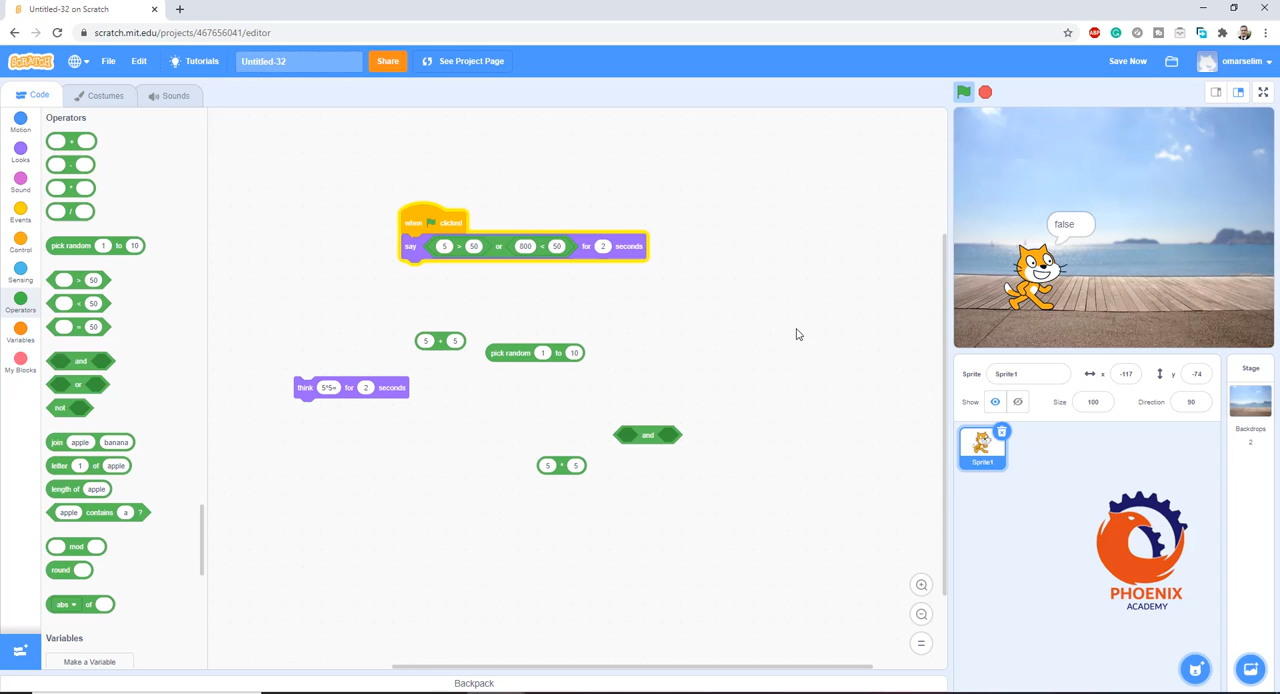 Untitled-32 on Scratch
scratch.mit.edu/projects/467656041/editor
ABP
SCRATCH
File
Edit
Tutorials
Untitled-32
Share
See Project Page
Save Now
omarselim
Code
Costumes
Sounds
Motion
Looks
Sound
Events
Control
Sensing
Operators
Variables
My Blocks
Operators
+
-
*
/
pick random 1 to 10
> 50
< 50
= 50
and
or
not
join apple banana
letter 1 of apple
length of apple
apple contains a ?
mod
round
abs of
Variables
Make a Variable
when clicked
say 5 > 50 or 800 < 50 for 2 seconds
5 + 5
pick random 1 to 10
think 5*5= for 2 seconds
and
5 * 5
Backpack
false
Sprite Sprite1 x -117 y -74
Show Size 100 Direction 90
Sprite1
Stage
Backdrops
2
PHOENIX
ACADEMY